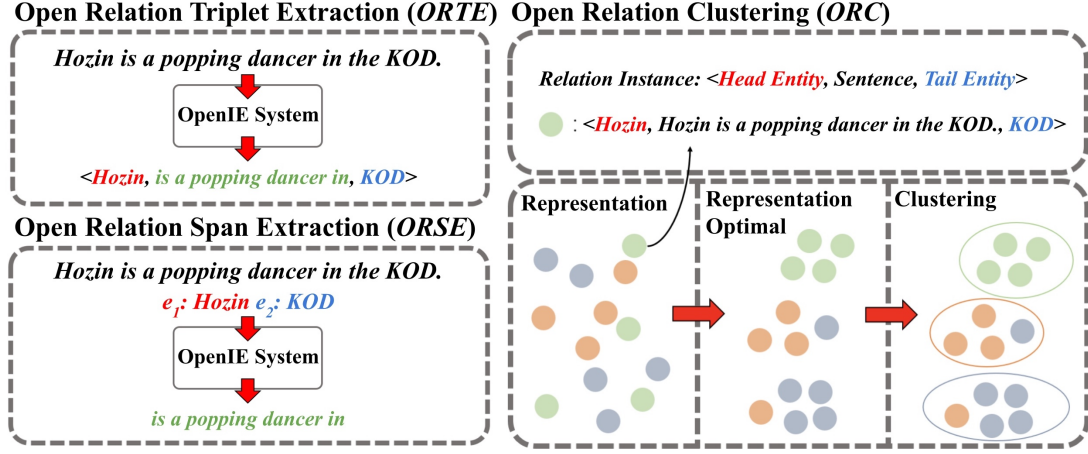 Open Relation Triplet Extraction (ORTE)
Hozin is a popping dancer in the KOD.
OpenIE System
<Hozin, is a popping dancer in, KOD>
Open Relation Span Extraction (ORSE)
Hozin is a popping dancer in the KOD.
e1: Hozin e2: KOD
OpenIE System
is a popping dancer in
Open Relation Clustering (ORC)
Relation Instance: <Head Entity, Sentence, Tail Entity>
: <Hozin, Hozin is a popping dancer in the KOD., KOD>
Representation
Representation
Optimal
Clustering